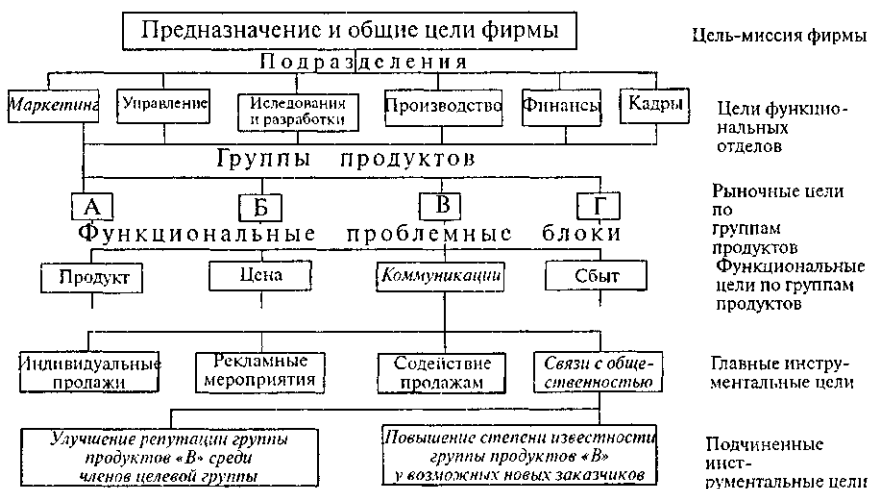 Предназначение и общие цели фирмы
Цель-миссия фирмы
Подразделения
Маркетинг
Управление
Иследования
и разработки
Производство
Финансы
Кадры
Цели функцио-
нальных
отделов
Группы продуктов
А
Б
В
Г
Рыночные цели
по
группам
продуктов
Функциональные проблемные блоки
Продукт
Цена
Коммуникации
Сбыт
Функциональные
цели по группам
продуктов
Индивидуальные
продажи
Рекламные
мероприятия
Содействие
продажам
Связи с обще-
ственностью
Главные инстру-
ментальные цели
Улучшение репутации группы
продуктов «В» среди
членов целевой группы
Повышение степени известности
группы продуктов «В»
у возможных новых заказчиков
Подчиненные
инст-
рументальные цели